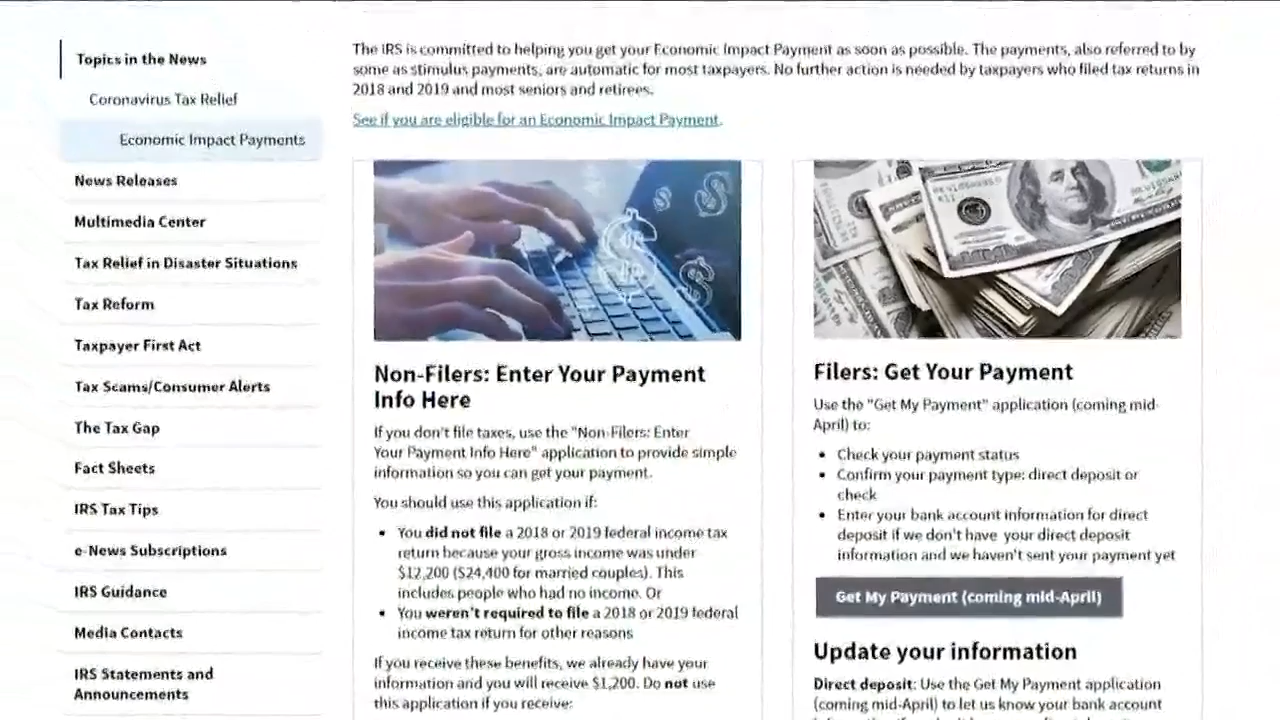 Topics in the News
Coronavirus Tax Relief
Economic Impact Payments
News Releases
Multimedia Center
Tax Relief in Disaster Situations
Tax Reform
Taxpayer First Act
Tax Scams/Consumer Alerts
The Tax Gap
Fact Sheets
IRS Tax Tips
e-News Subscriptions
IRS Guidance
Media Contacts
IRS Statements and
Announcements
The IRS is committed to helping you get your Economic Impact Payment as soon as possible. The payments, also referred to by
some as stimulus payments, are automatic for most taxpayers. No further action is needed by taxpayers who filed tax returns in
2018 and 2019 and most seniors and retirees.
See if you are eligible for an Economic Impact Payment.
Non-Filers: Enter Your Payment
Info Here
If you don't file taxes, use the "Non-Filers: Enter
Your Payment Info Here" application to provide simple
information so you can get your payment.
You should use this application if:
• You did not file a 2018 or 2019 federal income tax
return because your gross income was under
$12,200 ($24,400 for married couples). This
includes people who had no income. Or
• You weren't required to file a 2018 or 2019 federal
income tax return for other reasons
If you receive these benefits, we already have your
information and you will receive $1,200. Do not use
this application if you receive:
Filers: Get Your Payment
Use the "Get My Payment" application (coming mid-
April) to:
• Check your payment status
• Confirm your payment type: direct deposit or
check
• Enter your bank account information for direct
deposit if we don't have your direct deposit
information and we haven't sent your payment yet
Get My Payment (coming mid-April)
Update your information
Direct deposit: Use the Get My Payment application
(coming mid-April) to let us know your bank account